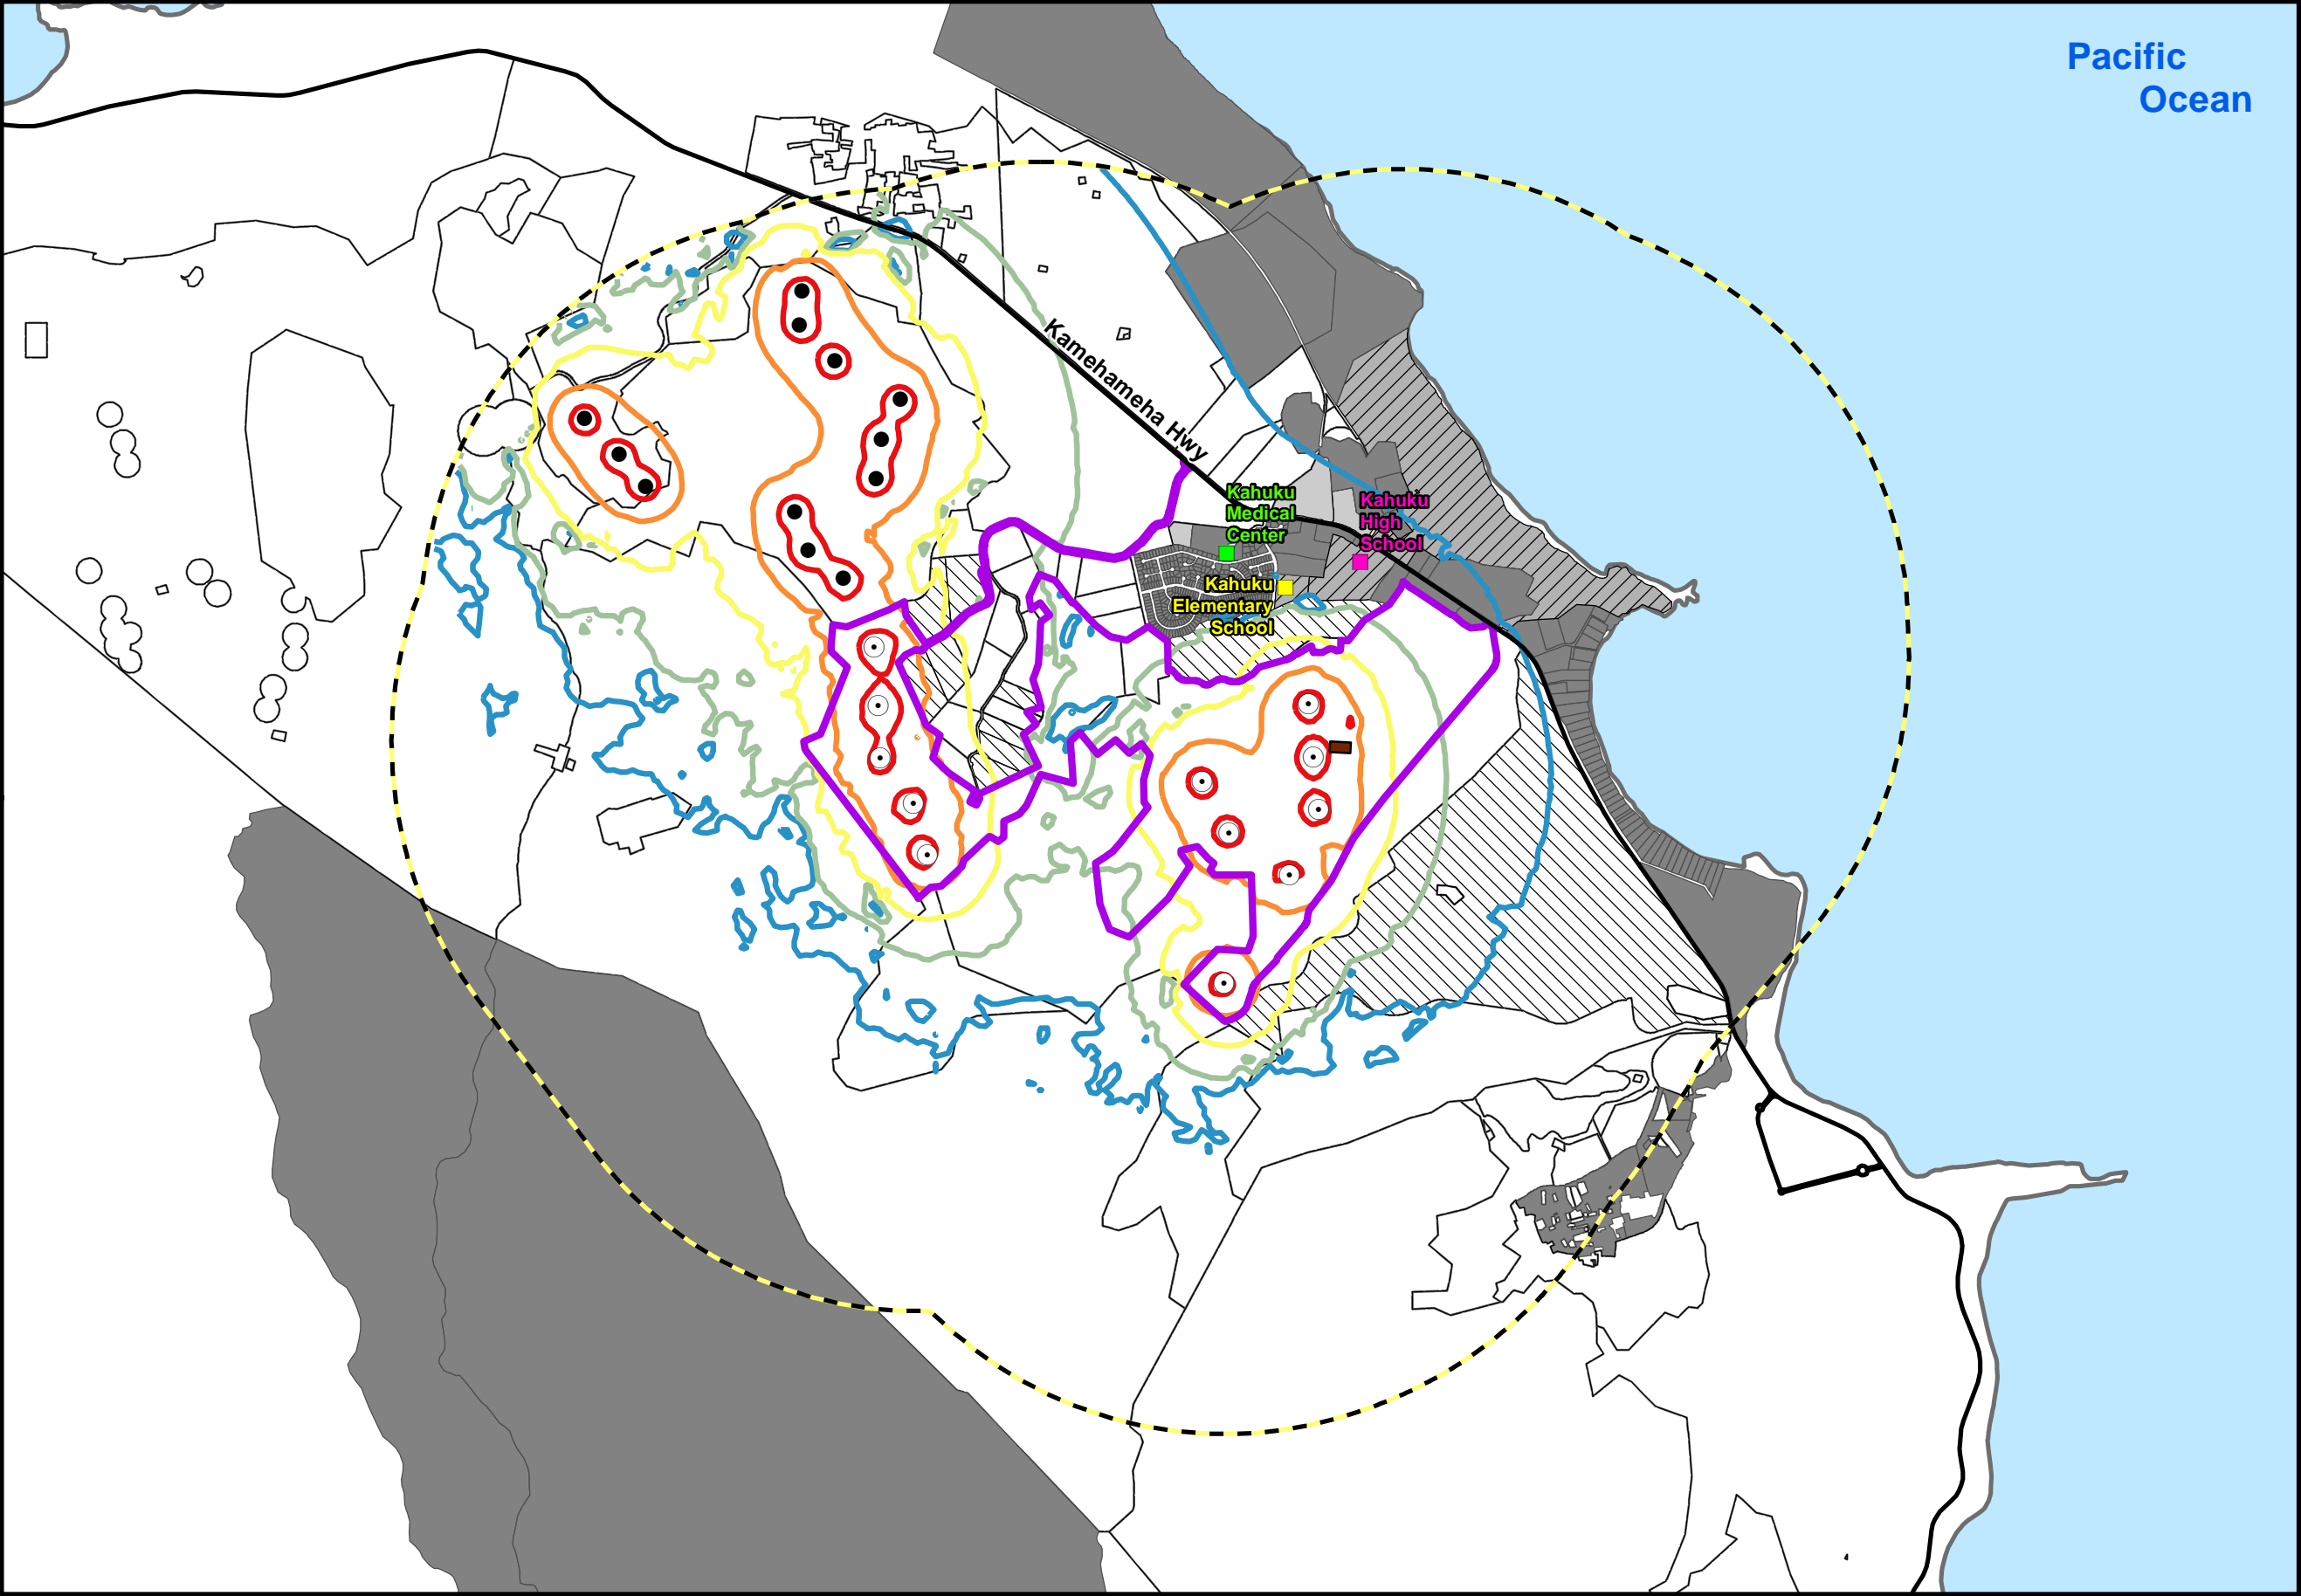 Pacific
Ocean
Kamehameha Hwy
Kahuku
Medical
Center
Kahuku
High
School
Kahuku
Elementary
School